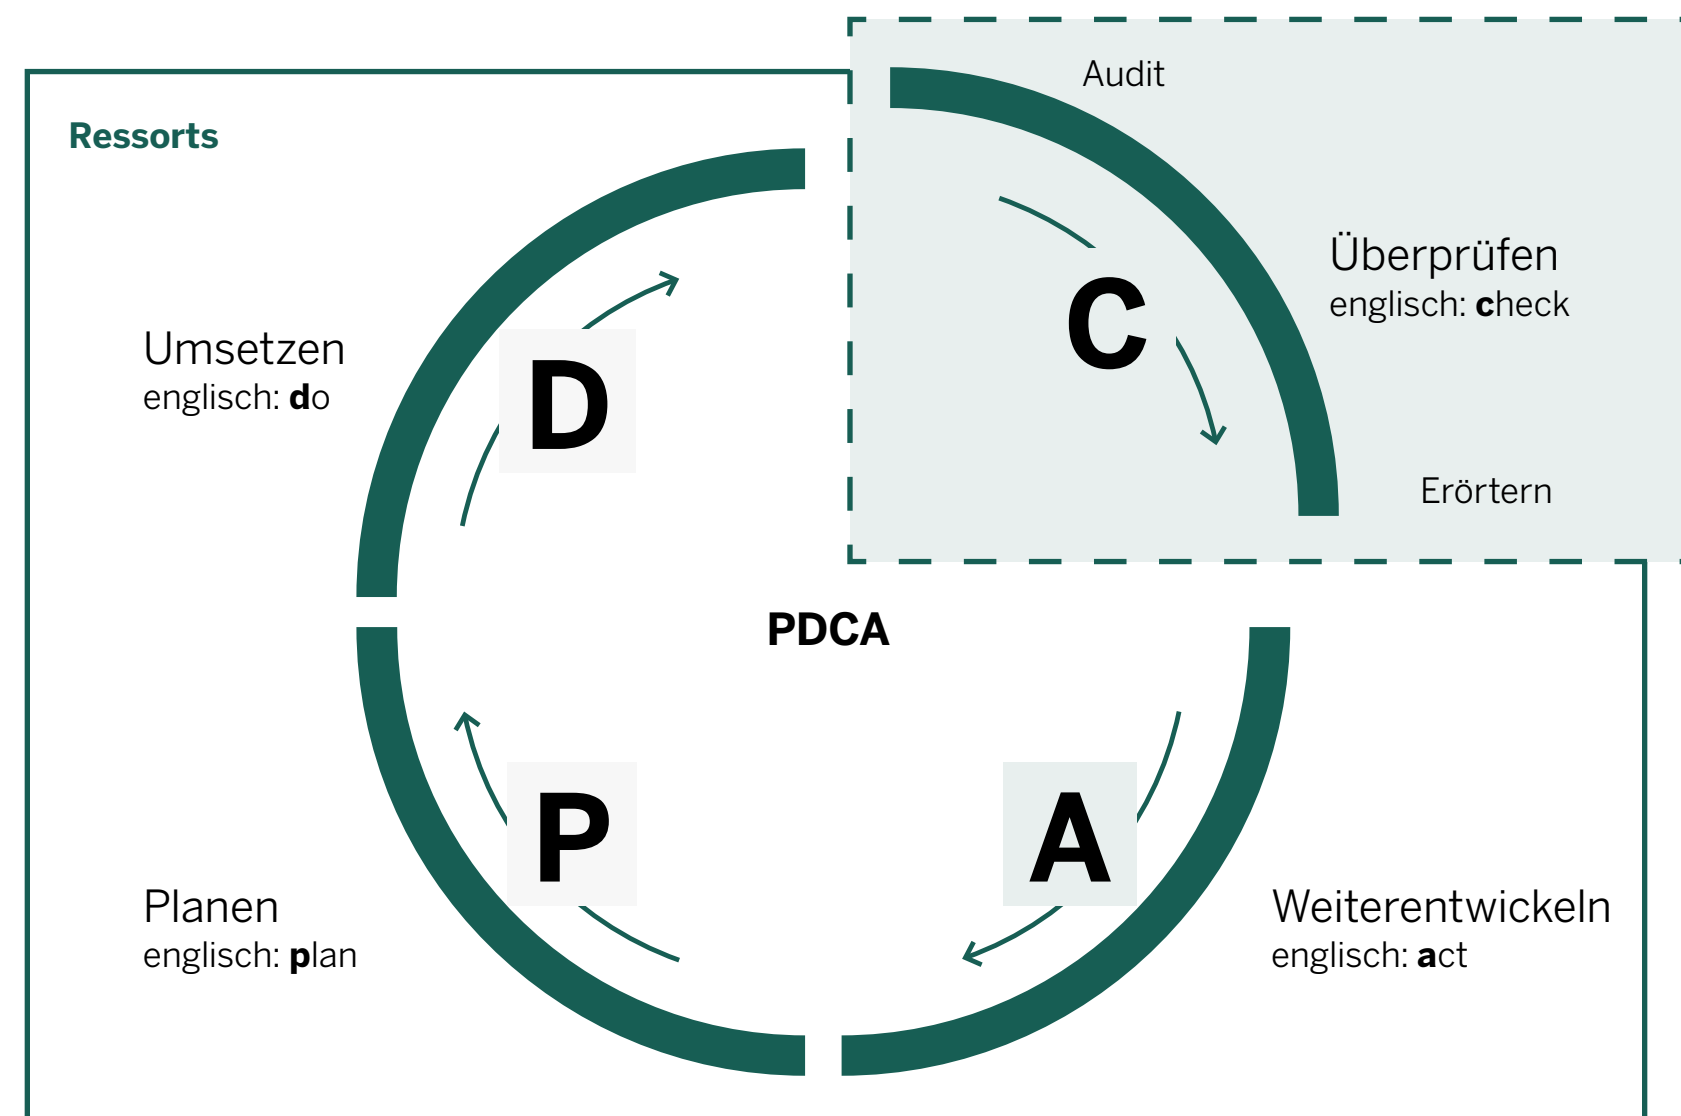 Audit
Ressorts
Überprüfen
englisch: check
C
Umsetzen
englisch: do
D
Erörtern
PDCA
P
A
Planen
englisch: plan
Weiterentwickeln
englisch: act